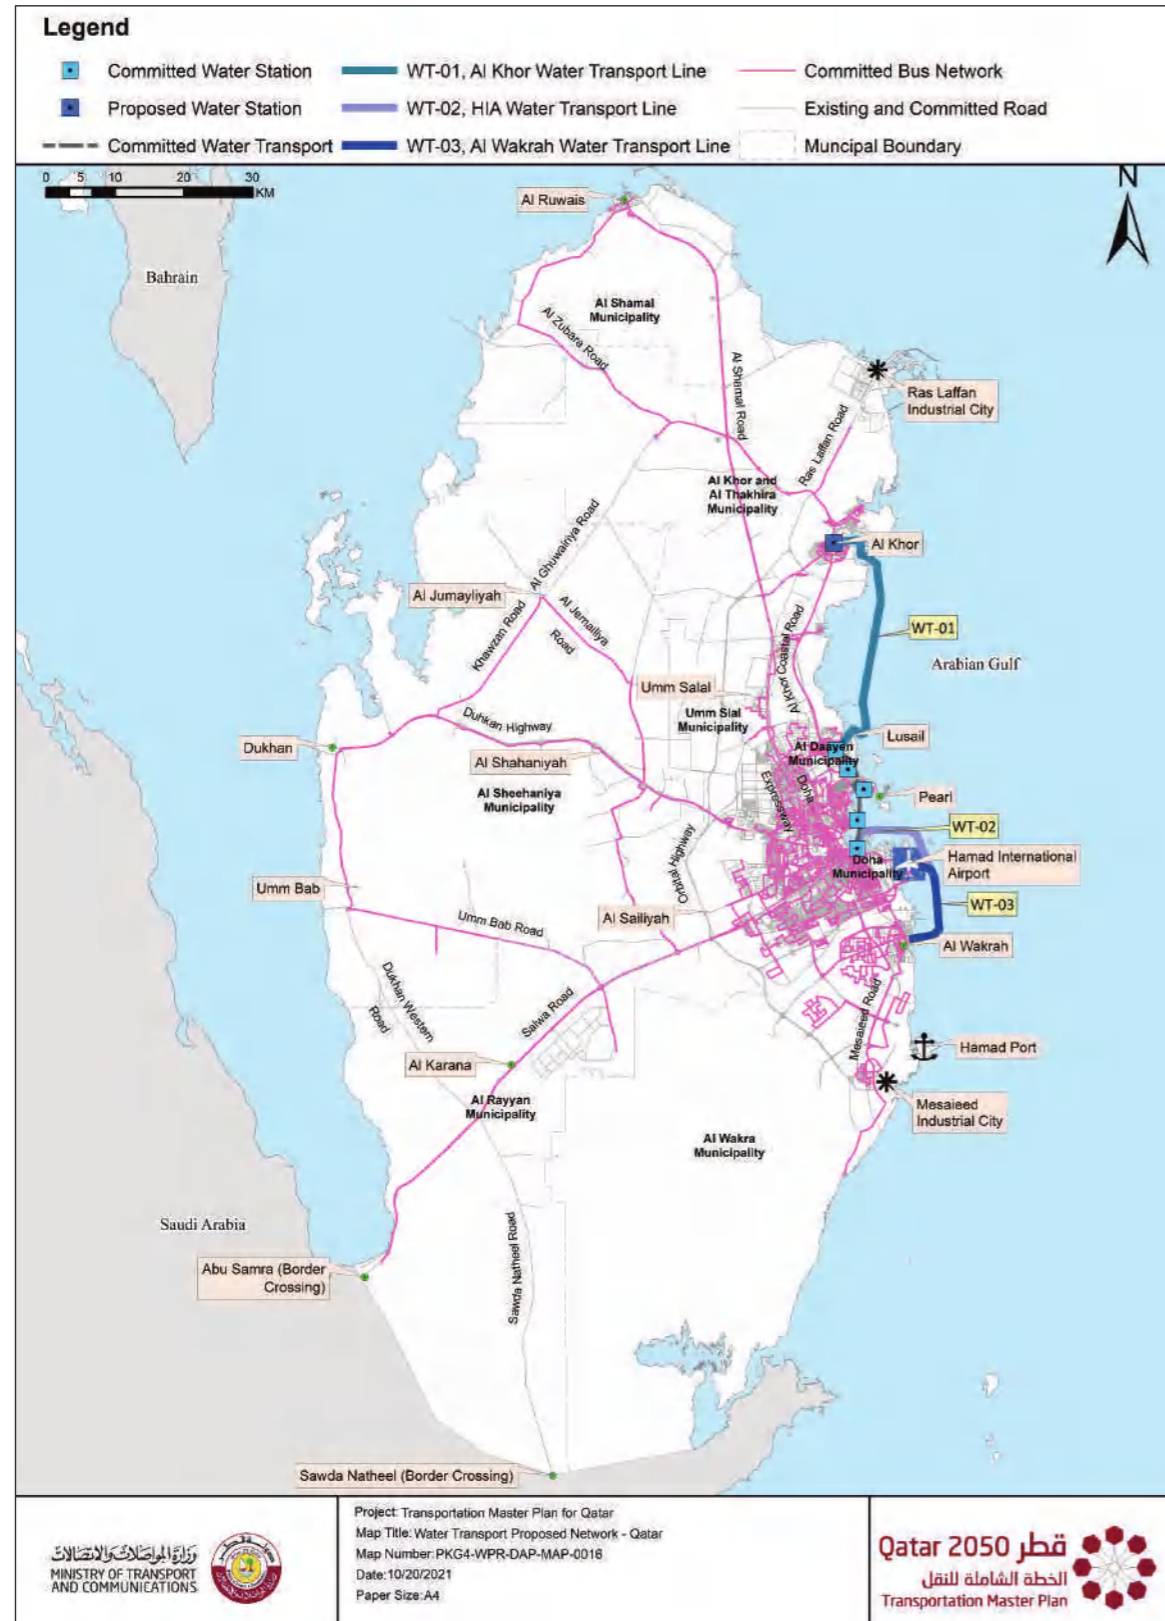 Legend
Committed Water Station
Proposed Water Station
Committed Water Transport
WT-01, Al Khor Water Transport Line
WT-02, HIA Water Transport Line
WT-03, Al Wakrah Water Transport Line
Committed Bus Network
Existing and Committed Road
Muncipal Boundary
0 5 10 20 30
KM
N
Bahrain
Al Ruwais
Al Shamal
Municipality
Al Zubara Road
Al Shamal Road
Ras Laffan
Industrial City
Ras Laffan Road
Al Khor and
Al Thakhira
Municipality
Al Khor
Al Ghuwairiya Road
Al Jumayliyah
Al Jemailiya
Road
Khawzan Road
WT-01
Arabian Gulf
Al Khor Coastal Road
Umm Salal
Umm Slal
Municipality
Duhkan Highway
Dukhan
Al Shahaniyah
Al Sheehaniya
Municipality
Lusail
Al Daayen
Municipality
Doha
Expressway
Pearl
WT-02
Orbital Highway
Doha
Municipality
Hamad International
Airport
Umm Bab
WT-03
Umm Bab Road
Al Sailiyah
Al Wakrah
Dukhan Western
Road
Salwa Road
Mesaieed Road
Hamad Port
Al Karana
Al Rayyan
Municipality
Mesaieed
Industrial City
Al Wakra
Municipality
Saudi Arabia
Sawda Natheel Road
Abu Samra (Border
Crossing)
Sawda Natheel (Border Crossing)
وزارة المواصلات والاتصالات
MINISTRY OF TRANSPORT
AND COMMUNICATIONS
Project: Transportation Master Plan for Qatar
Map Title: Water Transport Proposed Network - Qatar
Map Number: PKG4-WPR-DAP-MAP-0016
Date: 10/20/2021
Paper Size: A4
Qatar 2050 قطر
الخطة الشاملة للنقل
Transportation Master Plan